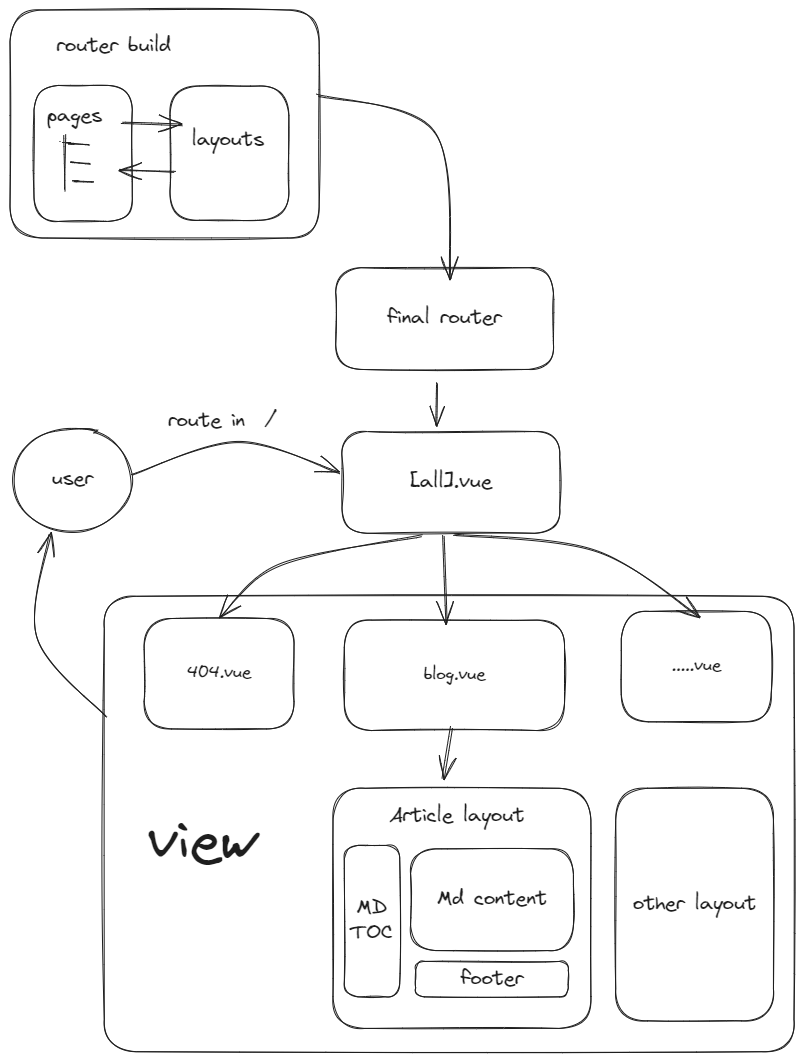 router build
pages
layouts
final router
route in /
user
[all].vue
404.vue
blog.vue
.....vue
view
Article layout
MD
TOC
Md content
footer
other layout